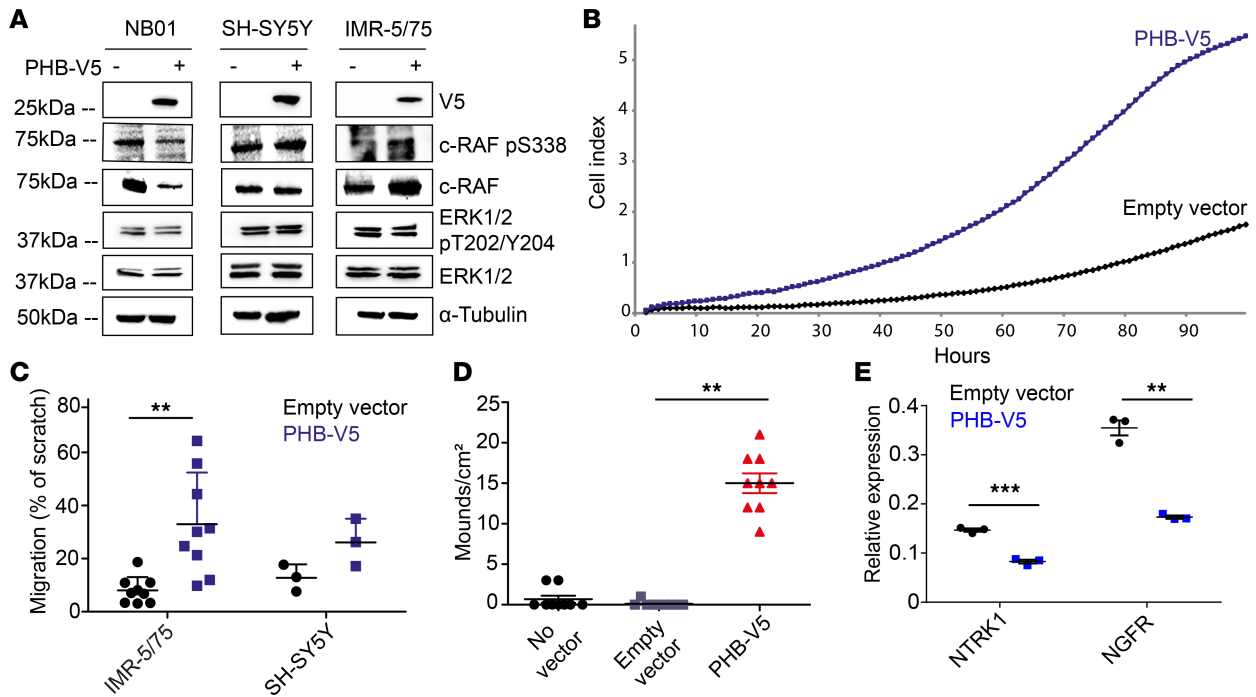 A
NB01 SH-SY5Y IMR-5/75
PHB-V5 - + - + - +
25kDa -- V5
75kDa -- c-RAF pS338
75kDa -- c-RAF
ERK1/2
37kDa -- pT202/Y204
37kDa -- ERK1/2
50kDa -- α-Tubulin
B
PHB-V5
Empty vector
Cell index
5
4
3
2
1
0
0 10 20 30 40 50 60 70 80 90
Hours
C
Migration (% of scratch)
80
60
40
20
0
**
Empty vector
PHB-V5
IMR-5/75 SH-SY5Y
D
Mounds/cm²
25
20
15
10
5
0
**
No vector
Empty vector
PHB-V5
E
Empty vector
PHB-V5
Relative expression
0.4
0.2
0.1
0
***
**
NTRK1 NGFR